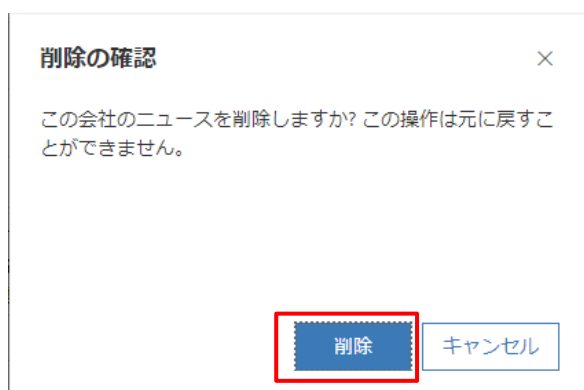 削除の確認
この会社のニュースを削除しますか? この操作は元に戻すこ
とができません。
削除
キャンセル